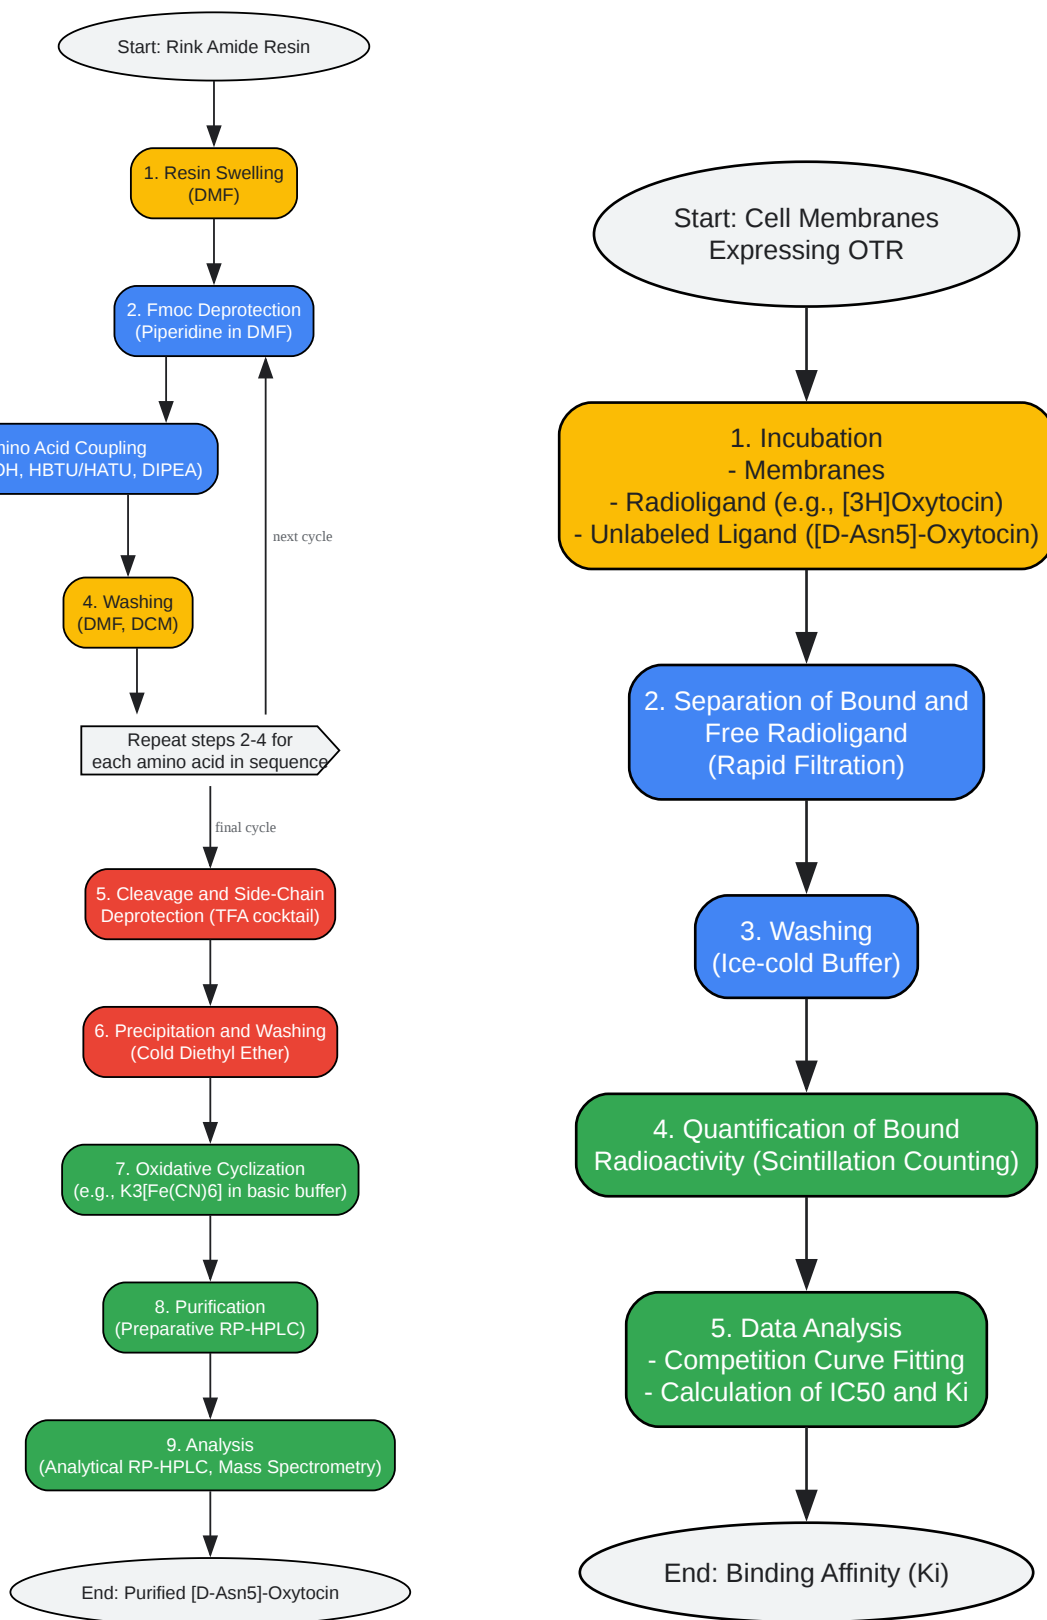 Start: Rink Amide Resin
1. Resin Swelling
(DMF)
2. Fmoc Deprotection
(Piperidine in DMF)
Acid Coupling
HBTU/HATU, DIPEA)
next cycle
4. Washing
(DMF, DCM)
Repeat steps 2-4 for
each amino acid in sequence
final cycle
5. Cleavage and Side-Chain
Deprotection (TFA cocktail)
6. Precipitation and Washing
(Cold Diethyl Ether)
7. Oxidative Cyclization
(e.g., K3[Fe(CN)6] in basic buffer)
8. Purification
(Preparative RP-HPLC)
9. Analysis
(Analytical RP-HPLC, Mass Spectrometry)
End: Purified [D-Asn5]-Oxytocin
Start: Cell Membranes
Expressing OTR
1. Incubation
- Membranes
- Radioligand (e.g., [3H]Oxytocin)
- Unlabeled Ligand ([D-Asn5]-Oxytocin)
2. Separation of Bound and
Free Radioligand
(Rapid Filtration)
3. Washing
(Ice-cold Buffer)
4. Quantification of Bound
Radioactivity (Scintillation Counting)
5. Data Analysis
- Competition Curve Fitting
- Calculation of IC50 and Ki
End: Binding Affinity (Ki)